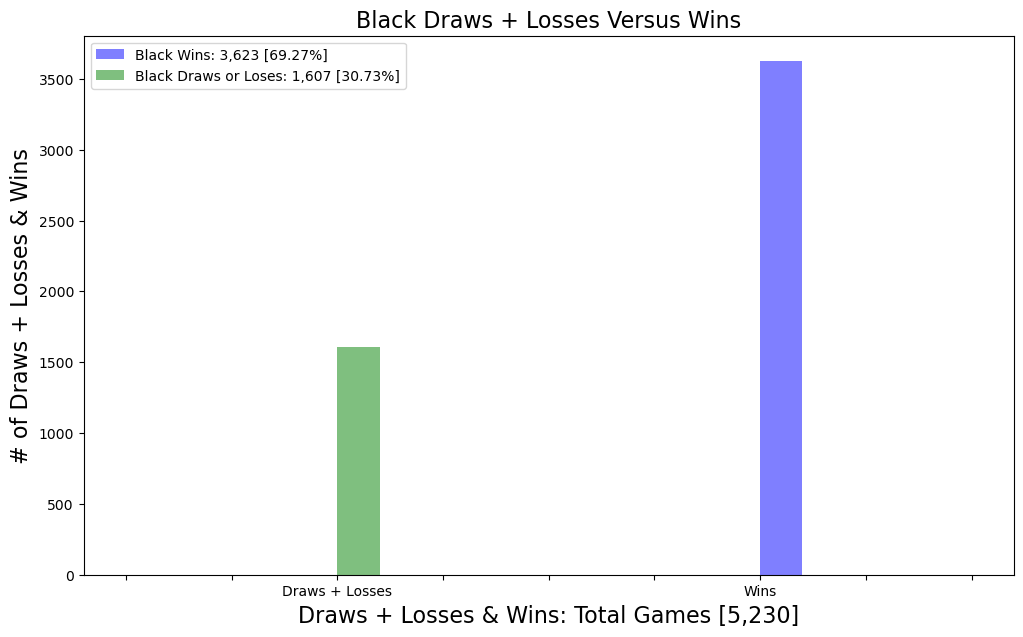 Black Draws + Losses Versus Wins
Black Wins: 3,623 [69.27%]
Black Draws or Loses: 1,607 [30.73%]
# of Draws + Losses & Wins
3500
3000
2500
2000
1500
1000
500
0
Draws + Losses
Wins
Draws + Losses & Wins: Total Games [5,230]